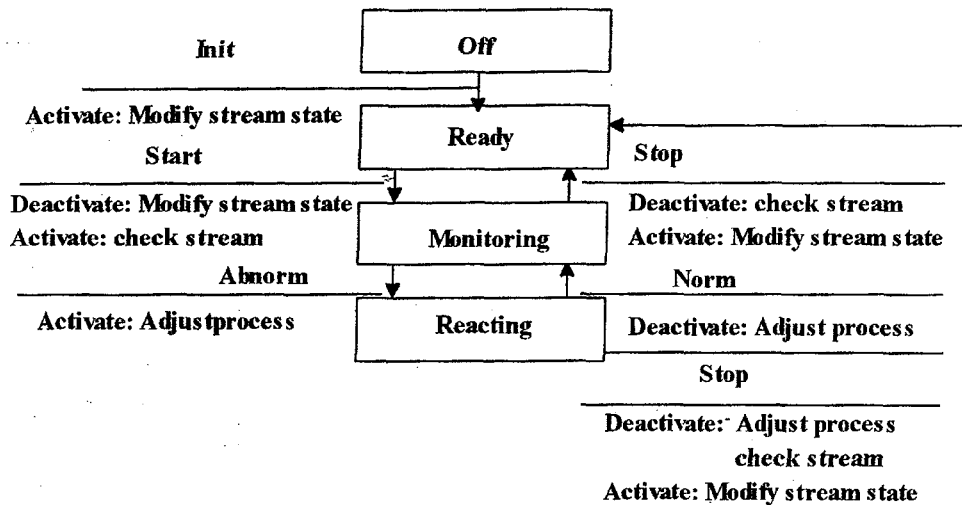 Off
Init
Activate: Modify stream state
Ready
Start
Stop
Deactivate: Modify stream state
Activate: check stream
Deactivate: check stream
Activate: Modify stream state
Monitoring
Abnorm
Norm
Activate: Adjustprocess
Reacting
Deactivate: Adjust process
Stop
Deactivate: Adjust process
check stream
Activate: Modify stream state